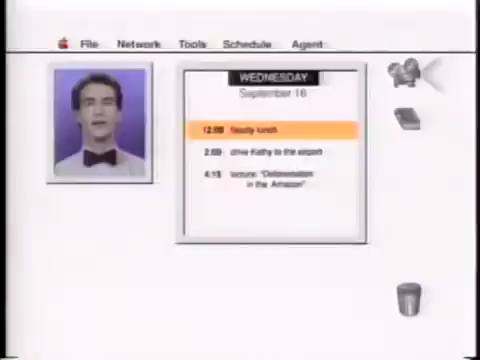 File Network Tools Schedule Agent
WEDNESDAY
September 16
12:00 faculty lunch
2:00 drive Kathy to the airport
4:15 lecture: "Deforestation
in the Amazon"